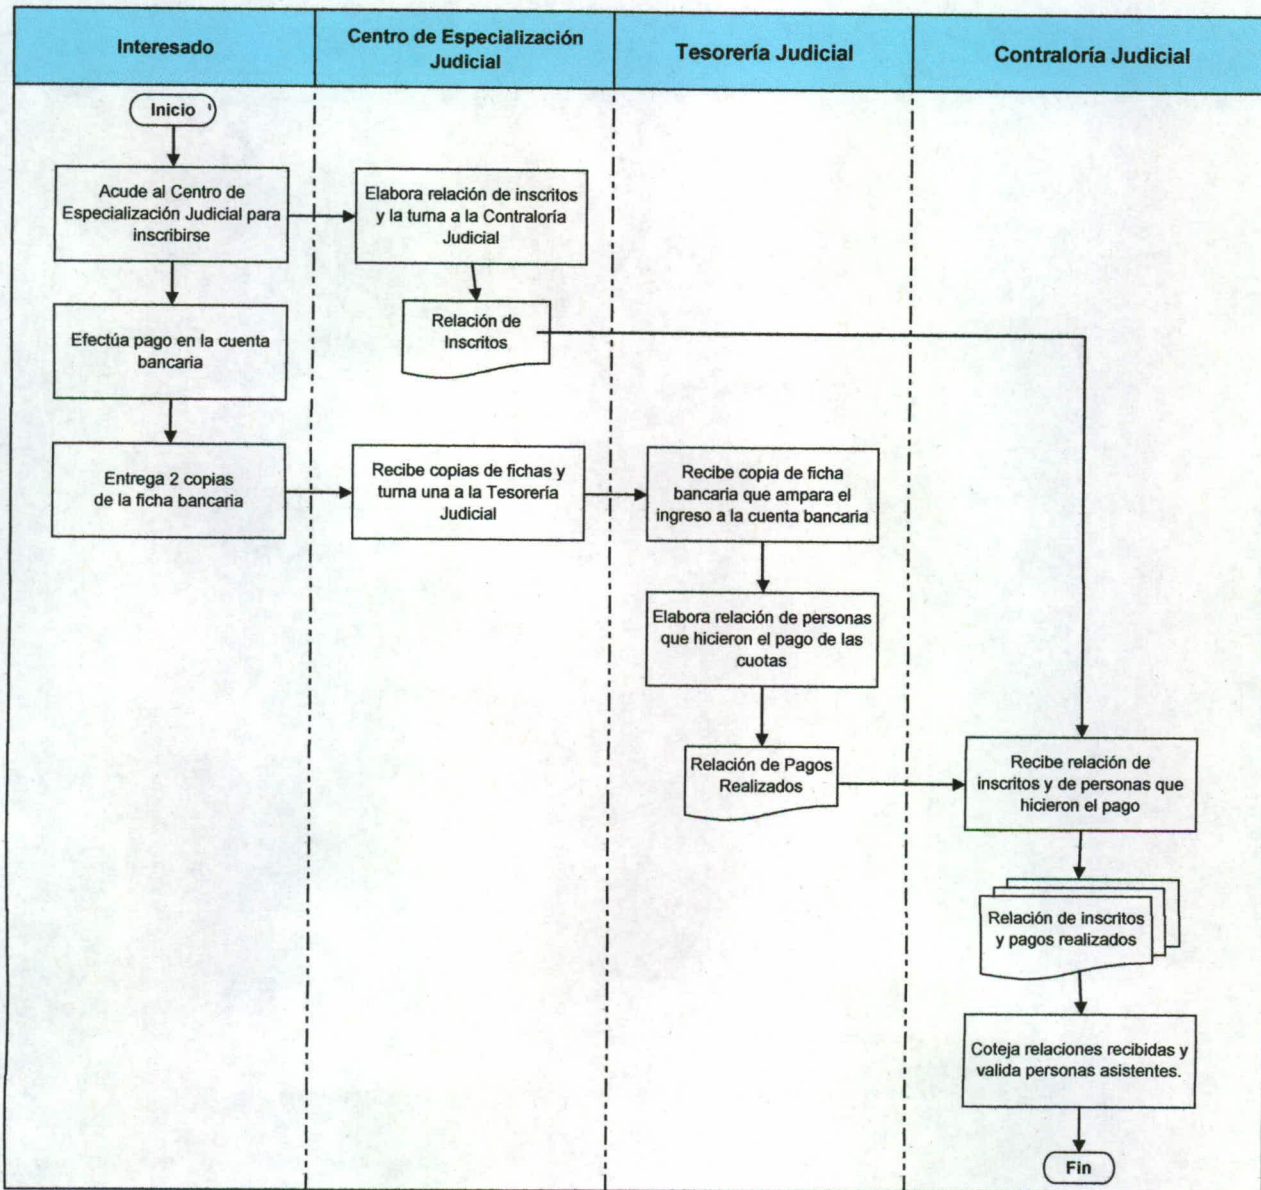 Interesado
Centro de Especialización
Judicial
Tesorería Judicial
Contraloría Judicial
Inicio
Acude al Centro de
Especialización Judicial para
inscribirse
Elabora relación de inscritos
y la turna a la Contraloría
Judicial
Efectúa pago en la cuenta
bancaria
Relación de
Inscritos
Entrega 2 copias
de la ficha bancaria
Recibe copias de fichas y
turna una a la Tesorería
Judicial
Recibe copia de ficha
bancaria que ampara el
ingreso a la cuenta bancaria
Elabora relación de personas
que hicieron el pago de las
cuotas
Relación de Pagos
Realizados
Recibe relación de
inscritos y de personas que
hicieron el pago
Relación de inscritos
y pagos realizados
Coteja relaciones recibidas y
valida personas asistentes.
Fin